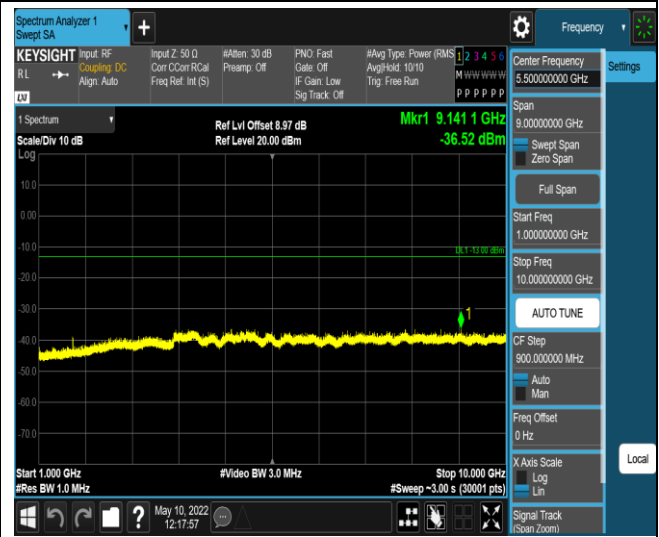 Spectrum Analyzer 1
Swept SA
+
Frequency
KEYSIGHT
RL
LXI
Input: RF
Coupling: DC
Align: Auto
Input Z: 50 Ω
Corr CCorr RCal
Freq Ref: Int (S)
#Atten: 30 dB
Preamp: Off
PNO: Fast
Gate: Off
IF Gain: Low
Sig Track: Off
#Avg Type: Power (RMS
Avg|Hold: 10/10
Trig: Free Run
1 2 3 4 5 6
M W W W W W
P P P P P P
1 Spectrum
Scale/Div 10 dB
Log
Ref Lvl Offset 8.97 dB
Ref Level 20.00 dBm
Mkr1 9.141 1 GHz
-36.52 dBm
10.0
0.00
-10.0
DL1 -13.00 dBm
-20.0
-30.0
1
-40.0
-50.0
-60.0
-70.0
Start 1.000 GHz
#Res BW 1.0 MHz
#Video BW 3.0 MHz
Stop 10.000 GHz
#Sweep ~3.00 s (30001 pts)
?
May 10, 2022
12:17:57
Center Frequency
5.500000000 GHz
Span
9.00000000 GHz
Swept Span
Zero Span
Full Span
Start Freq
1.000000000 GHz
Stop Freq
10.000000000 GHz
AUTO TUNE
CF Step
900.000000 MHz
Auto
Man
Freq Offset
0 Hz
X Axis Scale
Log
Lin
Signal Track
(Span Zoom)
Settings
Local